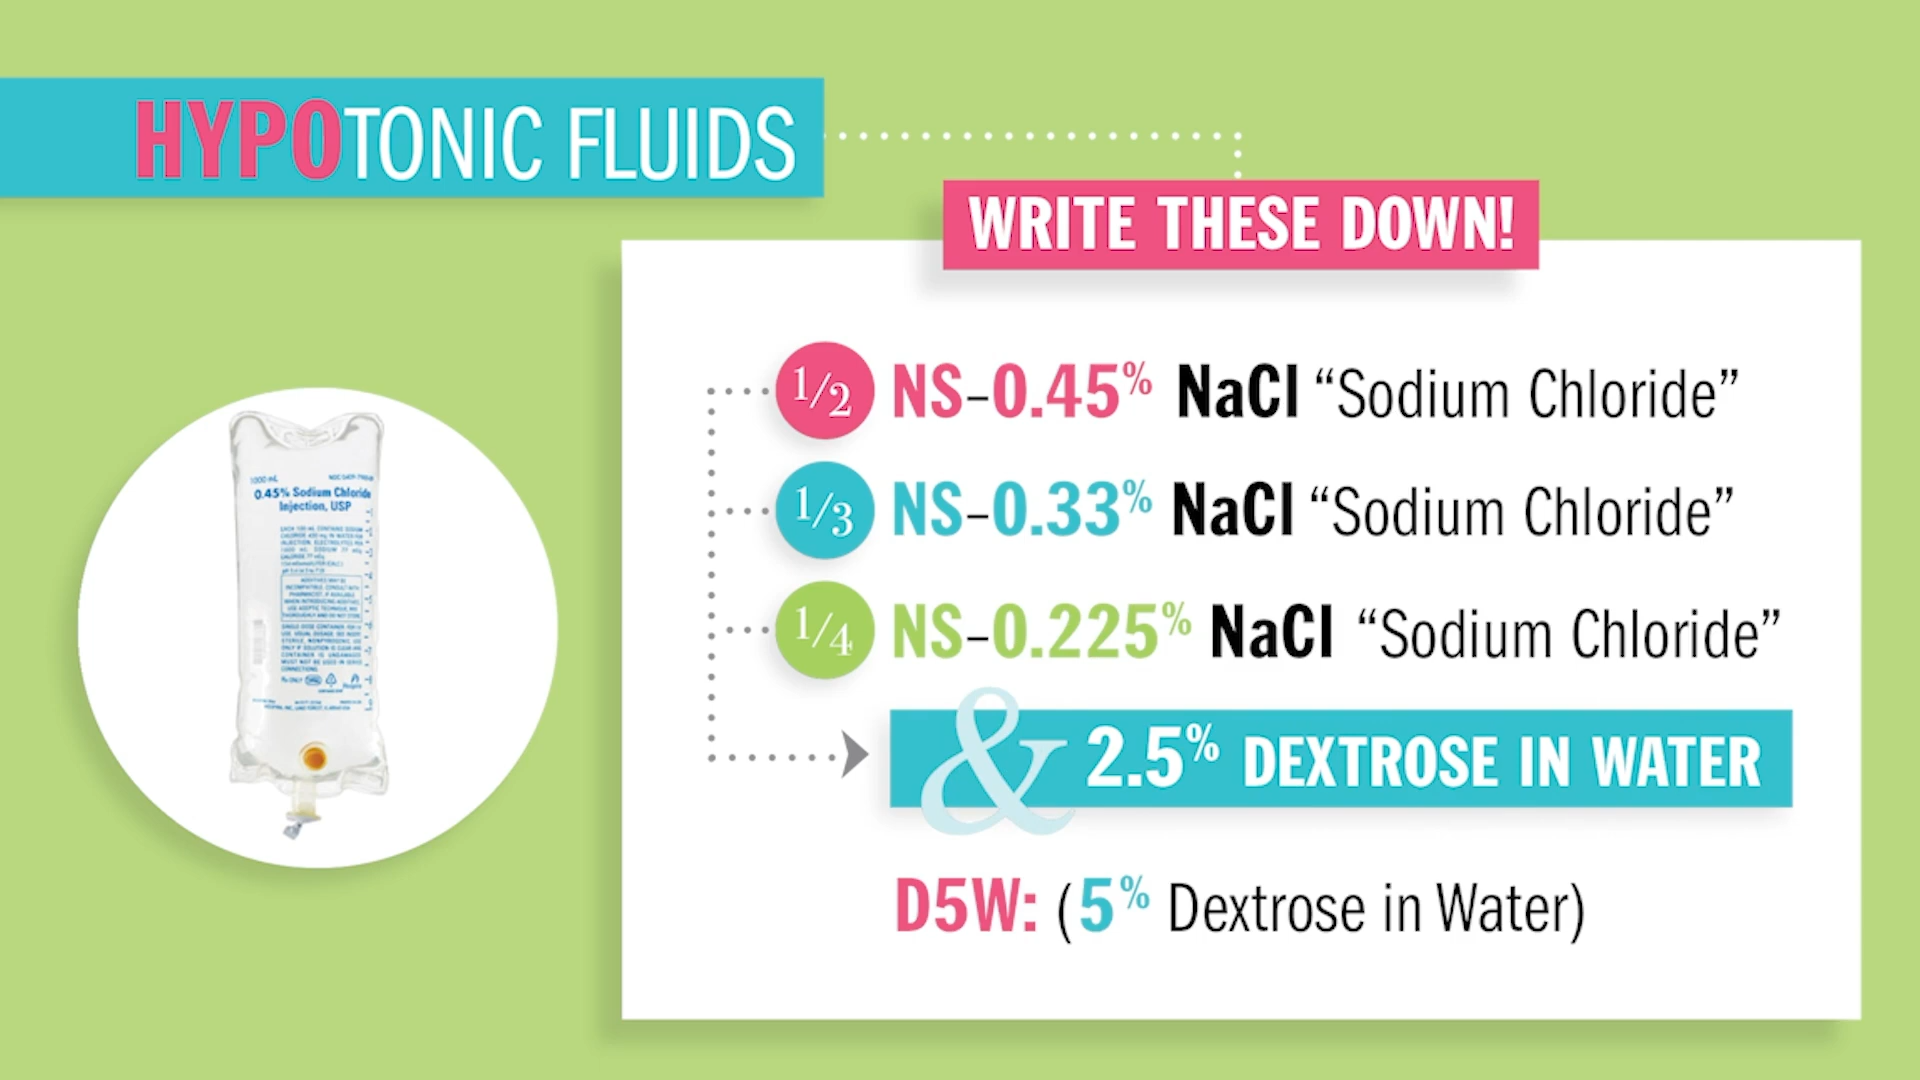 HYPOTONIC FLUIDS
WRITE THESE DOWN!
1/2 NS-0.45% NaCl “Sodium Chloride”
1/3 NS-0.33% NaCl “Sodium Chloride”
1/4 NS-0.225% NaCl “Sodium Chloride”
& 2.5% DEXTROSE IN WATER
D5W: (5% Dextrose in Water)
1000 mL
0.45% Sodium Chloride
Injection, USP